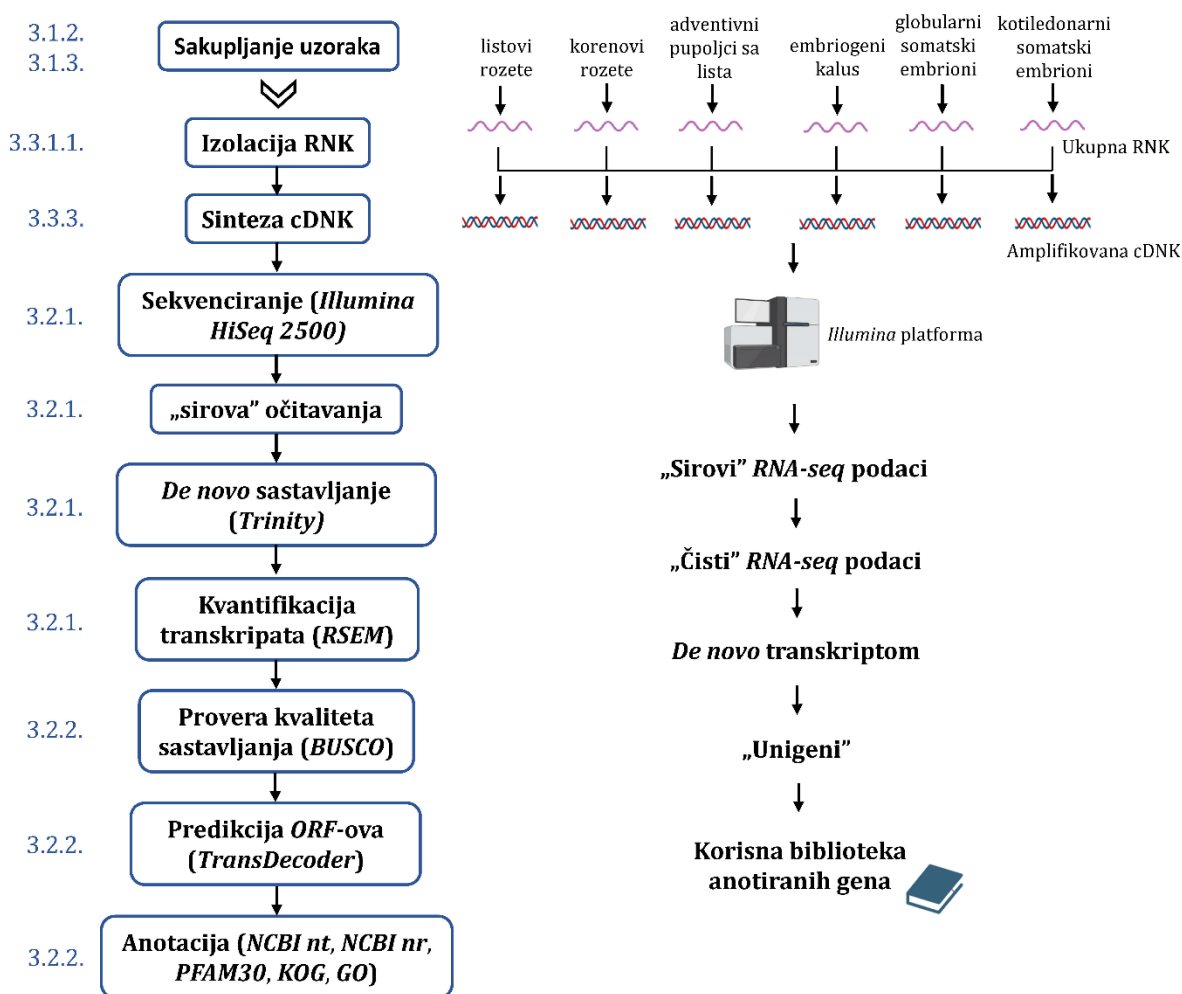 3.1.2.
3.1.3.
Sakupljanje uzoraka
3.3.1.1.
Izolacija RNK
3.3.3.
Sinteza cDNK
3.2.1.
Sekvenciranje (Illumina
HiSeq 2500)
3.2.1.
„sirova” očitavanja
3.2.1.
De novo sastavljanje
(Trinity)
3.2.1.
Kvantifikacija
transkripata (RSEM)
3.2.2.
Provera kvaliteta
sastavljanja (BUSCO)
3.2.2.
Predikcija ORF-ova
(TransDecoder)
3.2.2.
Anotacija (NCBI nt, NCBI nr,
PFAM30, KOG, GO)
listovi
rozete
korenovi
rozete
adventivni
pupoljci sa
lista
embriogeni
kalus
globularni
somatski
embrioni
kotiledonarni
somatski
embrioni
Ukupna RNK
Amplifikovana cDNK
Illumina platforma
„Sirovi” RNA-seq podaci
„Čisti” RNA-seq podaci
De novo transkriptom
„Unigeni”
Korisna biblioteka
anotiranih gena